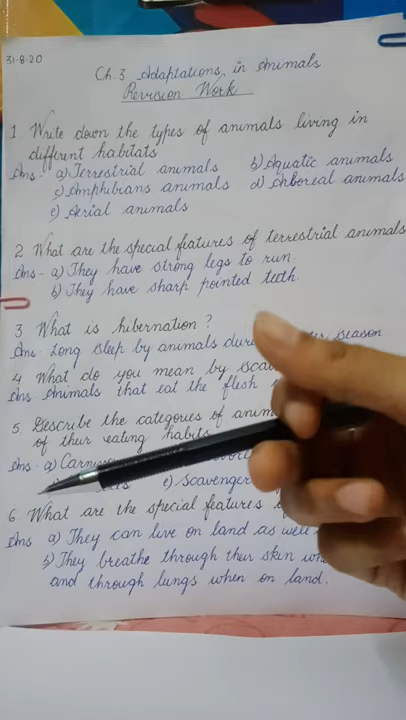 31-8-20
Ch.3 Adaptations in Animals
Revision Work
1 Write down the types of animals living in
different habitats
Ans - a) Terrestrial animals b) Aquatic animals
c) Amphibians animals d) Arboreal animals
e) Aerial animals
2 What are the special features of terrestrial animals
Ans - a) They have strong legs to run.
b) They have sharp pointed teeth.
3 What is hibernation?
Ans - Long sleep by animals season
4 What do you mean by
Ans Animals that eat the flesh
5 Describe the categories of
of their eating habits
Ans - a)
e) Scavenger
6. What are the special features
Ans a) They can live on land as well
b) They breathe through their skin
and through lungs when on land.